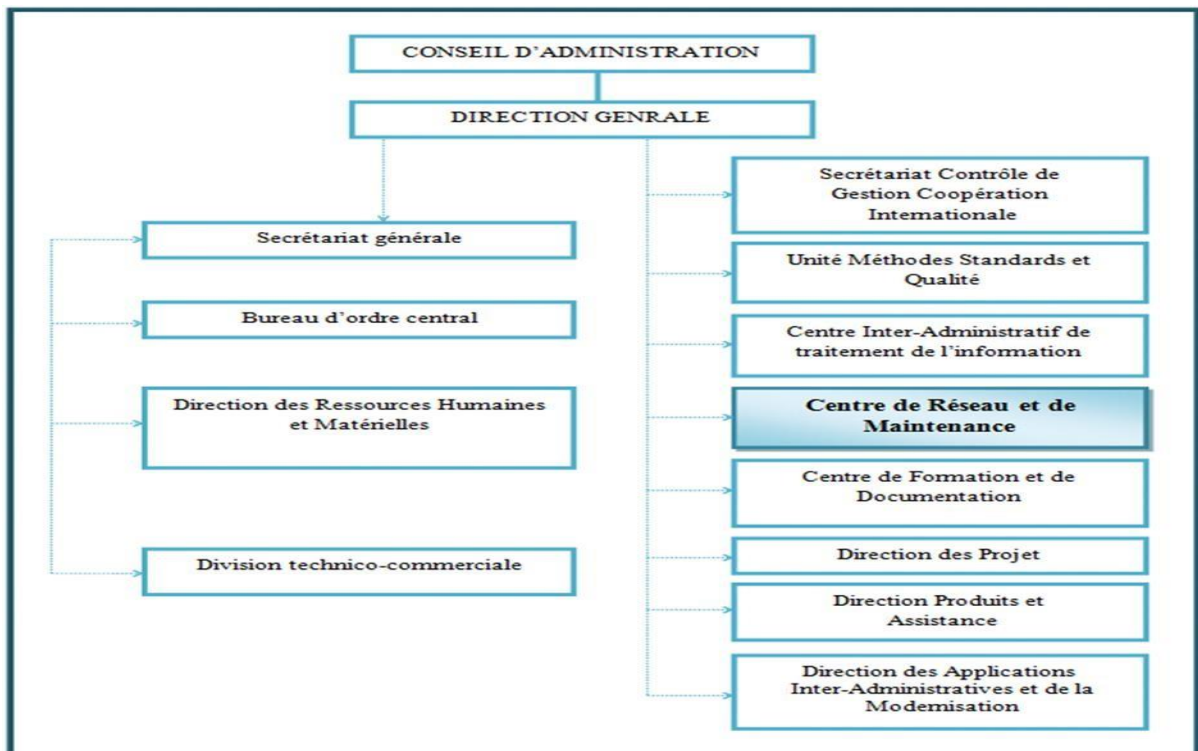 CONSEIL D'ADMINISTRATION
DIRECTION GENRALE
Secrétariat générale
Bureau d'ordre central
Direction des Ressources Humaines
et Matérielles
Division technico-commerciale
Secrétariat Contrôle de
Gestion Coopération
Internationale
Unité Méthodes Standards et
Qualité
Centre Inter-Administratif de
traitement de l'information
Centre de Réseau et de
Maintenance
Centre de Formation et de
Documentation
Direction des Projet
Direction Produits et
Assistance
Direction des Applications
Inter-Administratives et de la
Modernisation